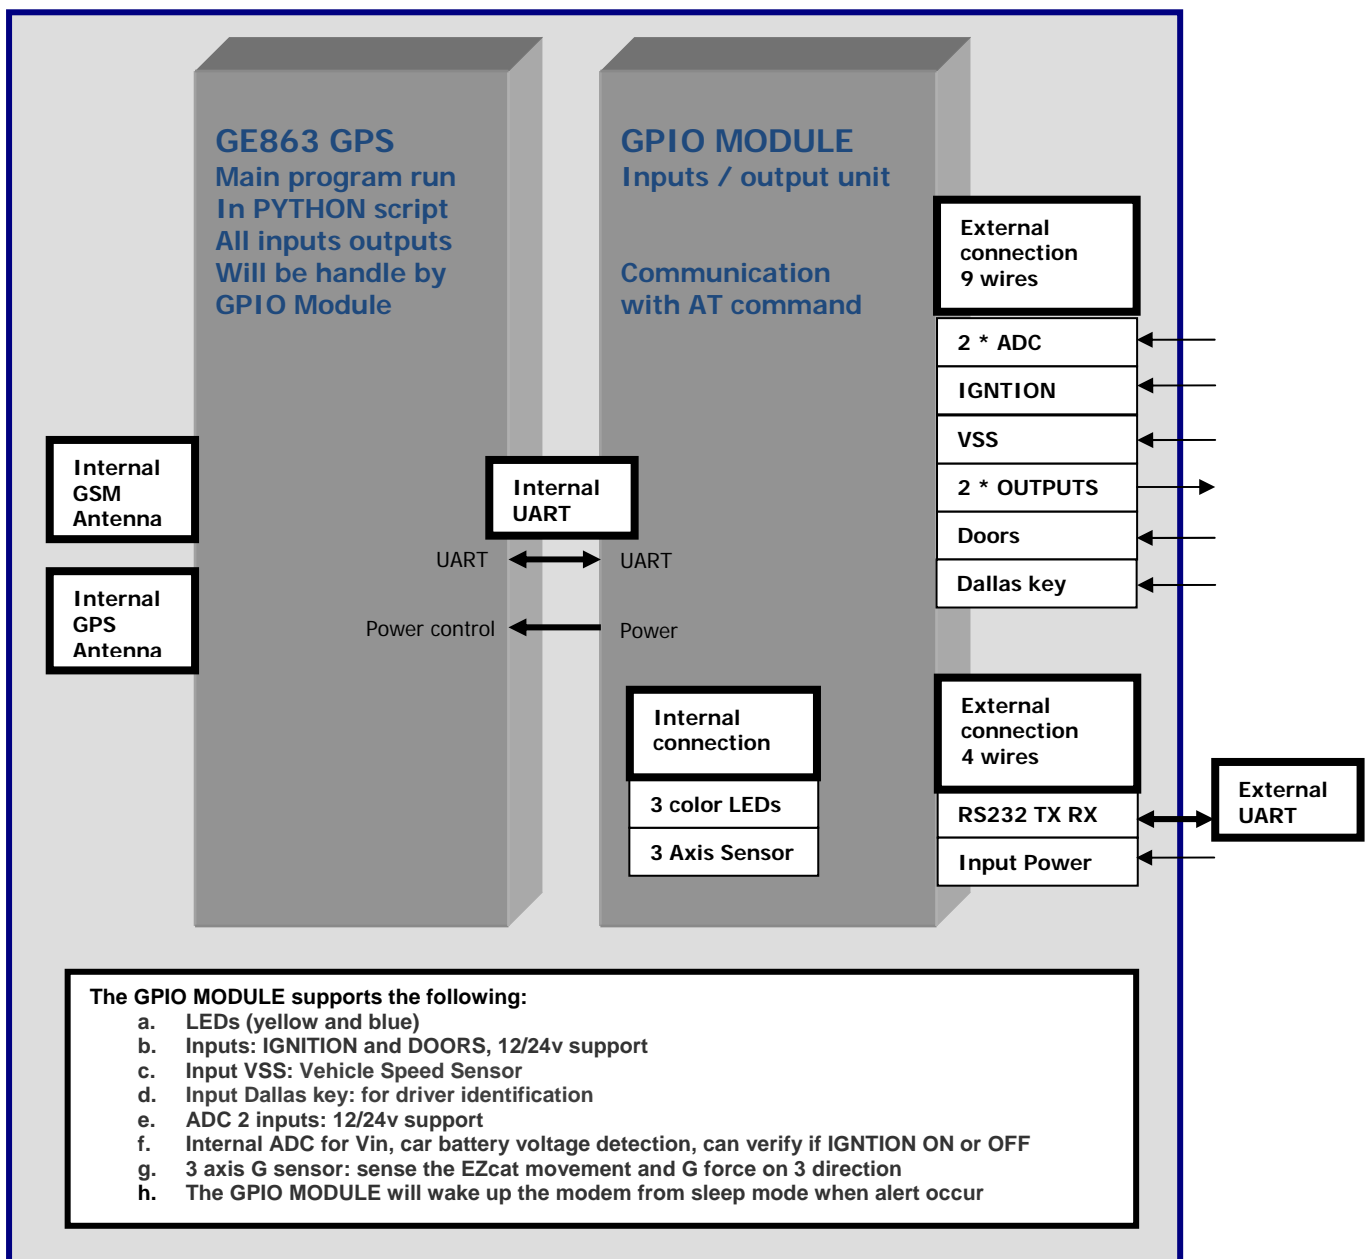 GE863 GPS
Main program run
In PYTHON script
All inputs outputs
Will be handle by
GPIO Module
GPIO MODULE
Inputs / output unit
Communication
with AT command
External
connection
9 wires
2 * ADC
IGNTION
VSS
2 * OUTPUTS
Doors
Dallas key
Internal
GSM
Antenna
Internal
GPS
Antenna
Internal
UART
UART
UART
Power control
Power
Internal
connection
3 color LEDs
3 Axis Sensor
External
connection
4 wires
RS232 TX RX
Input Power
External
UART
The GPIO MODULE supports the following:
a. LEDs (yellow and blue)
b. Inputs: IGNITION and DOORS, 12/24v support
c. Input VSS: Vehicle Speed Sensor
d. Input Dallas key: for driver identification
e. ADC 2 inputs: 12/24v support
f. Internal ADC for Vin, car battery voltage detection, can verify if IGNTION ON or OFF
g. 3 axis G sensor: sense the EZcat movement and G force on 3 direction
h. The GPIO MODULE will wake up the modem from sleep mode when alert occur